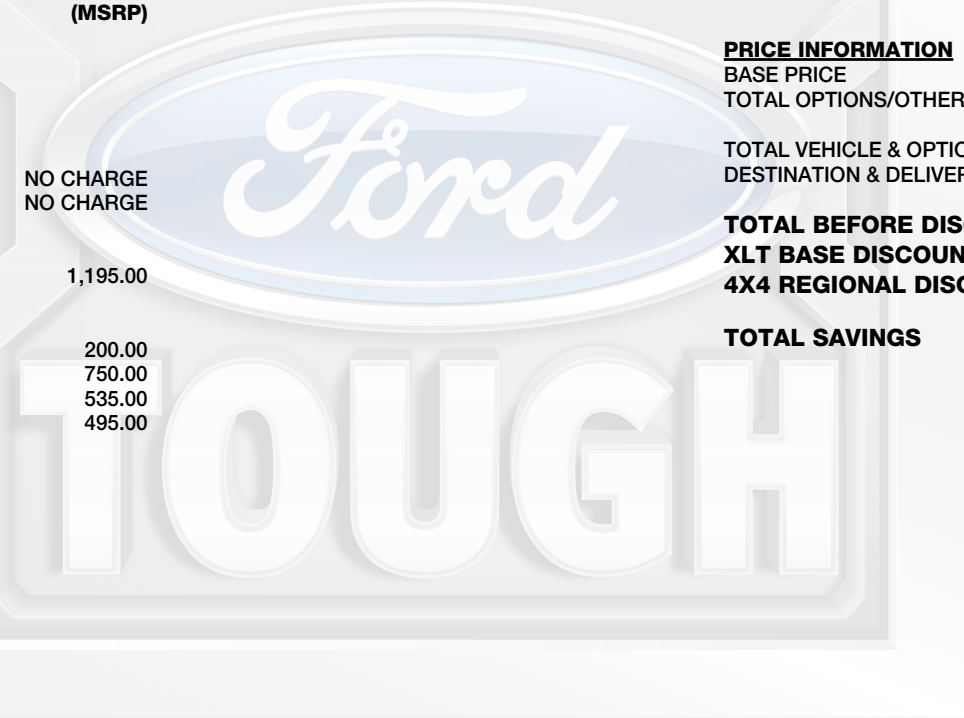 (MSRP)
NO CHARGE
NO CHARGE
1,195.00
200.00
750.00
535.00
495.00
Ford
TOUGH
PRICE INFORMATION
BASE PRICE
TOTAL OPTIONS/OTHER
TOTAL VEHICLE & OPTIO
DESTINATION & DELIVER
TOTAL BEFORE DISC
XLT BASE DISCOUN
4X4 REGIONAL DISC
TOTAL SAVINGS